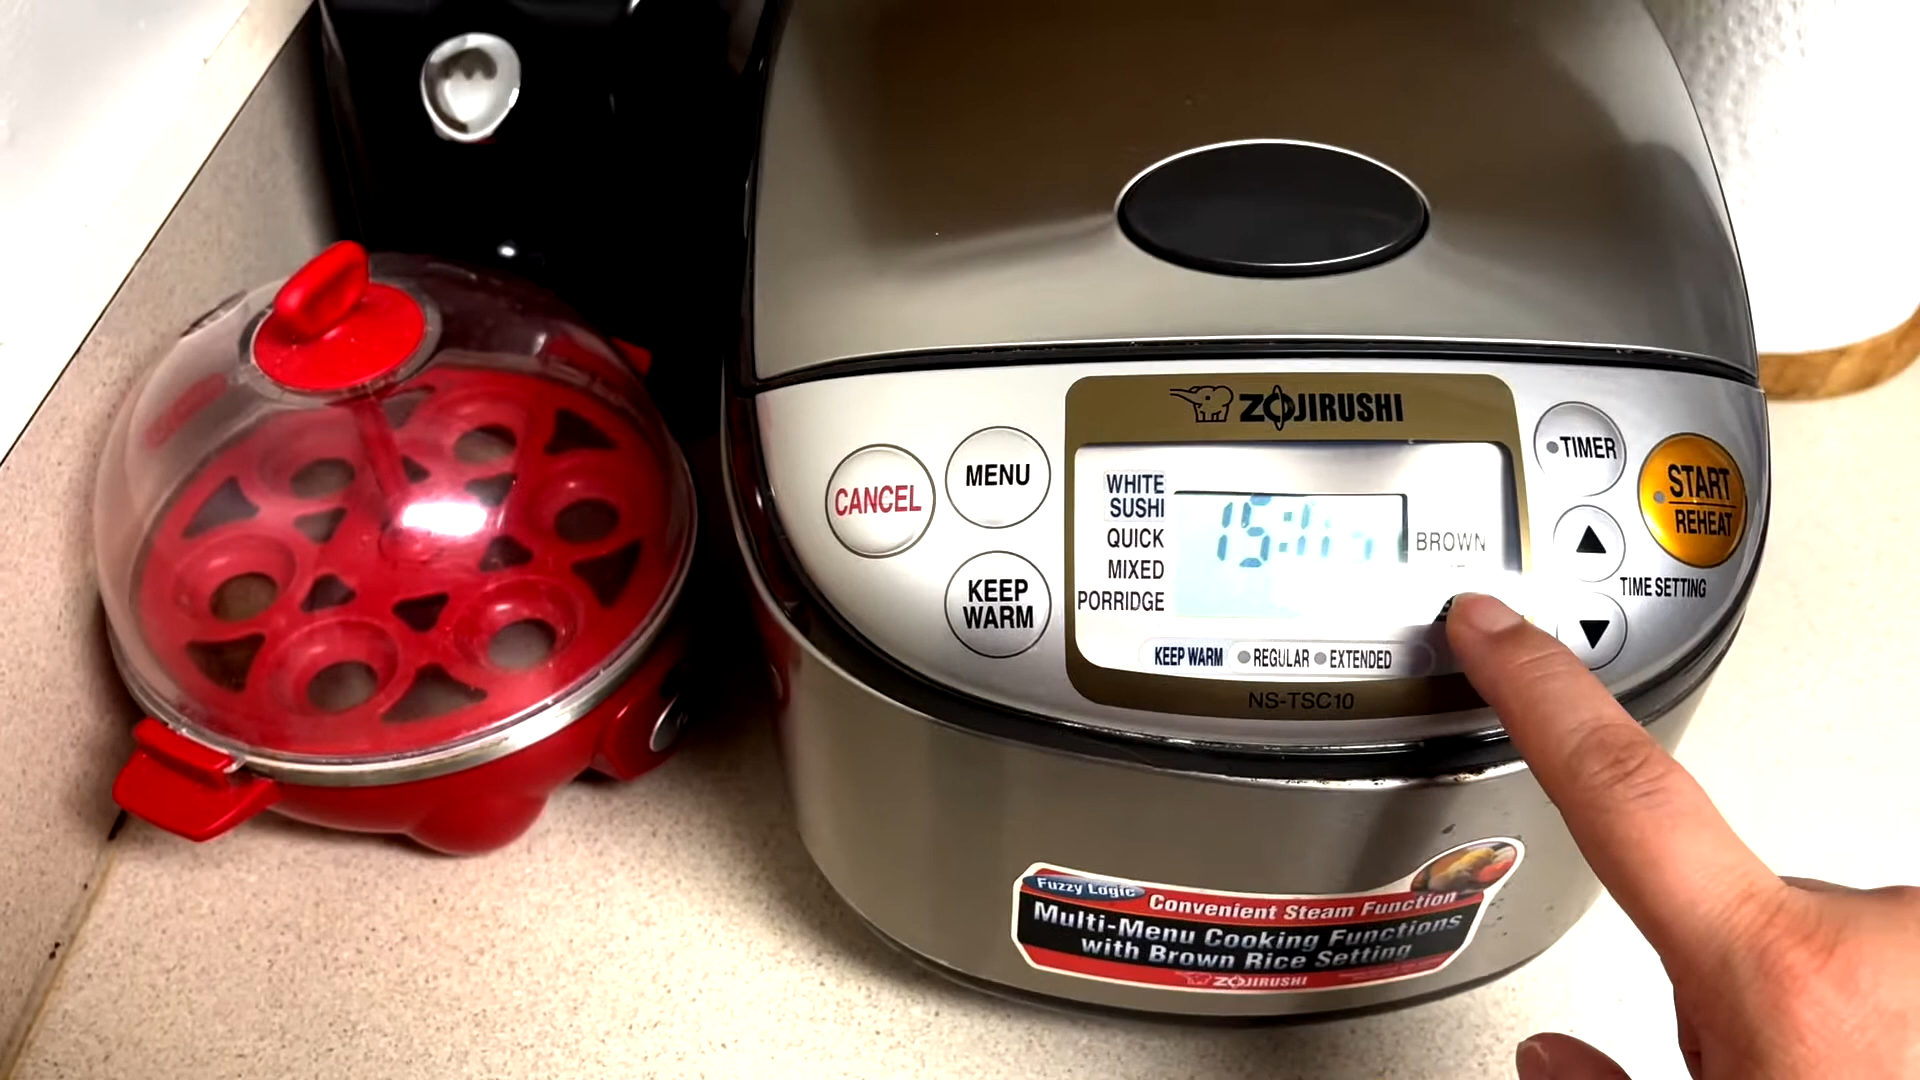 ZOJIRUSHI
CANCEL
MENU
KEEP
WARM
WHITE
SUSHI
QUICK
MIXED
PORRIDGE
BROWN
KEEP WARM REGULAR EXTENDED
NS-TSC10
TIMER
START
REHEAT
TIME SETTING
Fuzzy Logic Convenient Steam Function
Multi-Menu Cooking Functions
with Brown Rice Setting
ZOJIRUSHI